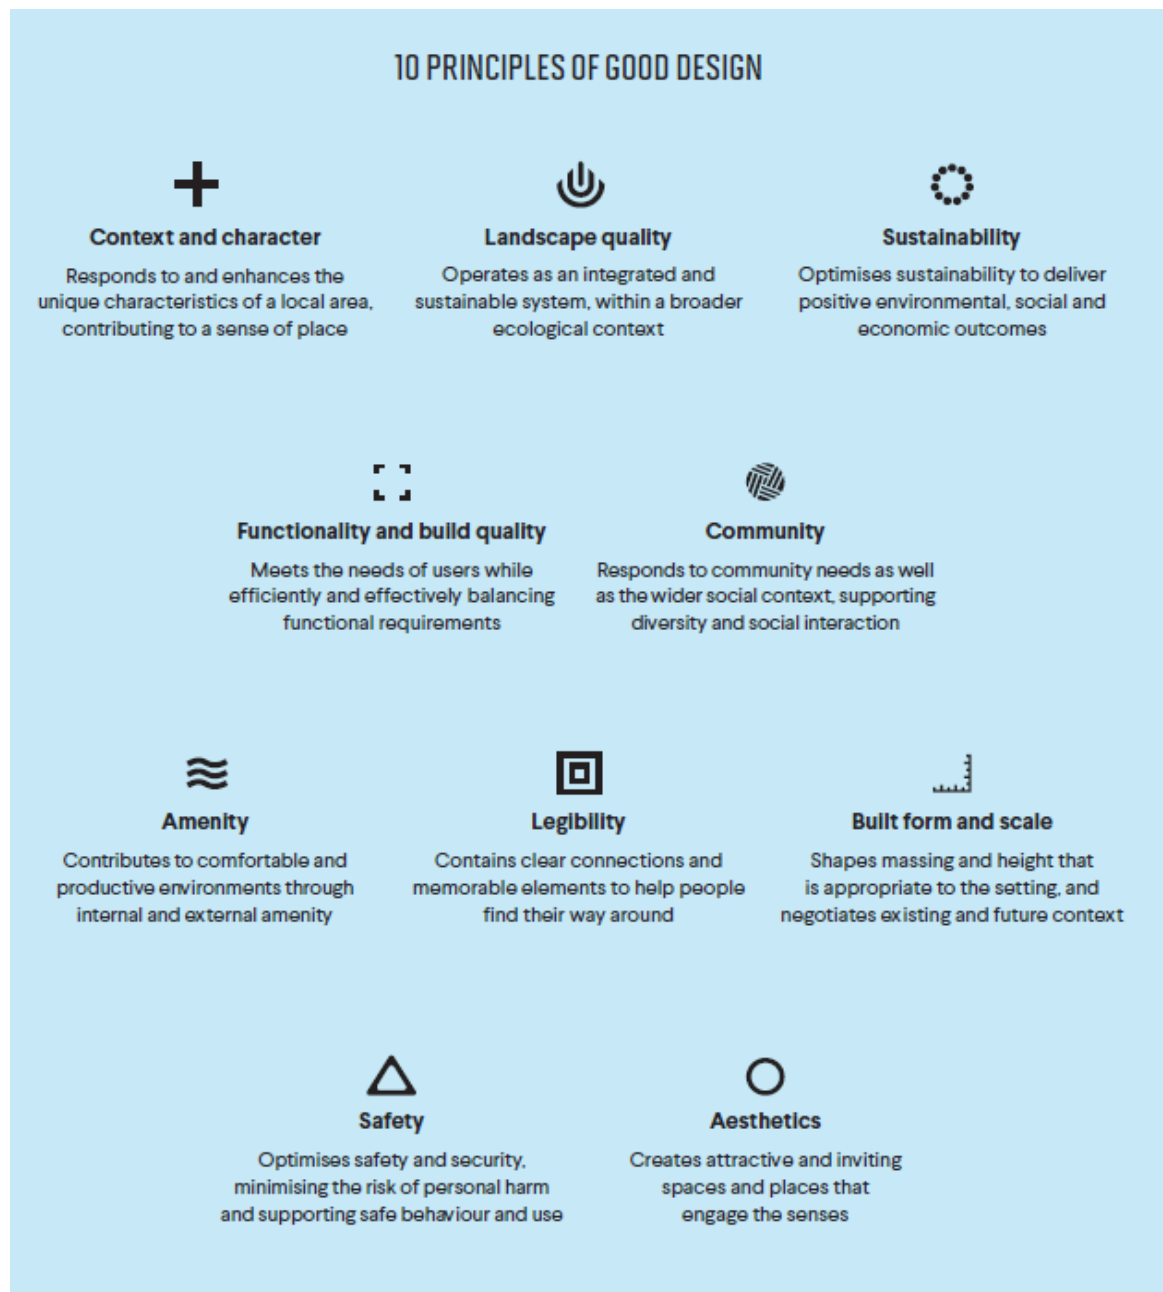 10 PRINCIPLES OF GOOD DESIGN
Context and character
Responds to and enhances the
unique characteristics of a local area,
contributing to a sense of place
Landscape quality
Operates as an integrated and
sustainable system, within a broader
ecological context
Sustainability
Optimises sustainability to deliver
positive environmental, social and
economic outcomes
Functionality and build quality
Meets the needs of users while
efficiently and effectively balancing
functional requirements
Community
Responds to community needs as well
as the wider social context, supporting
diversity and social interaction
Amenity
Contributes to comfortable and
productive environments through
internal and external amenity
Legibility
Contains clear connections and
memorable elements to help people
find their way around
Built form and scale
Shapes massing and height that
is appropriate to the setting, and
negotiates existing and future context
Safety
Optimises safety and security,
minimising the risk of personal harm
and supporting safe behaviour and use
Aesthetics
Creates attractive and inviting
spaces and places that
engage the senses